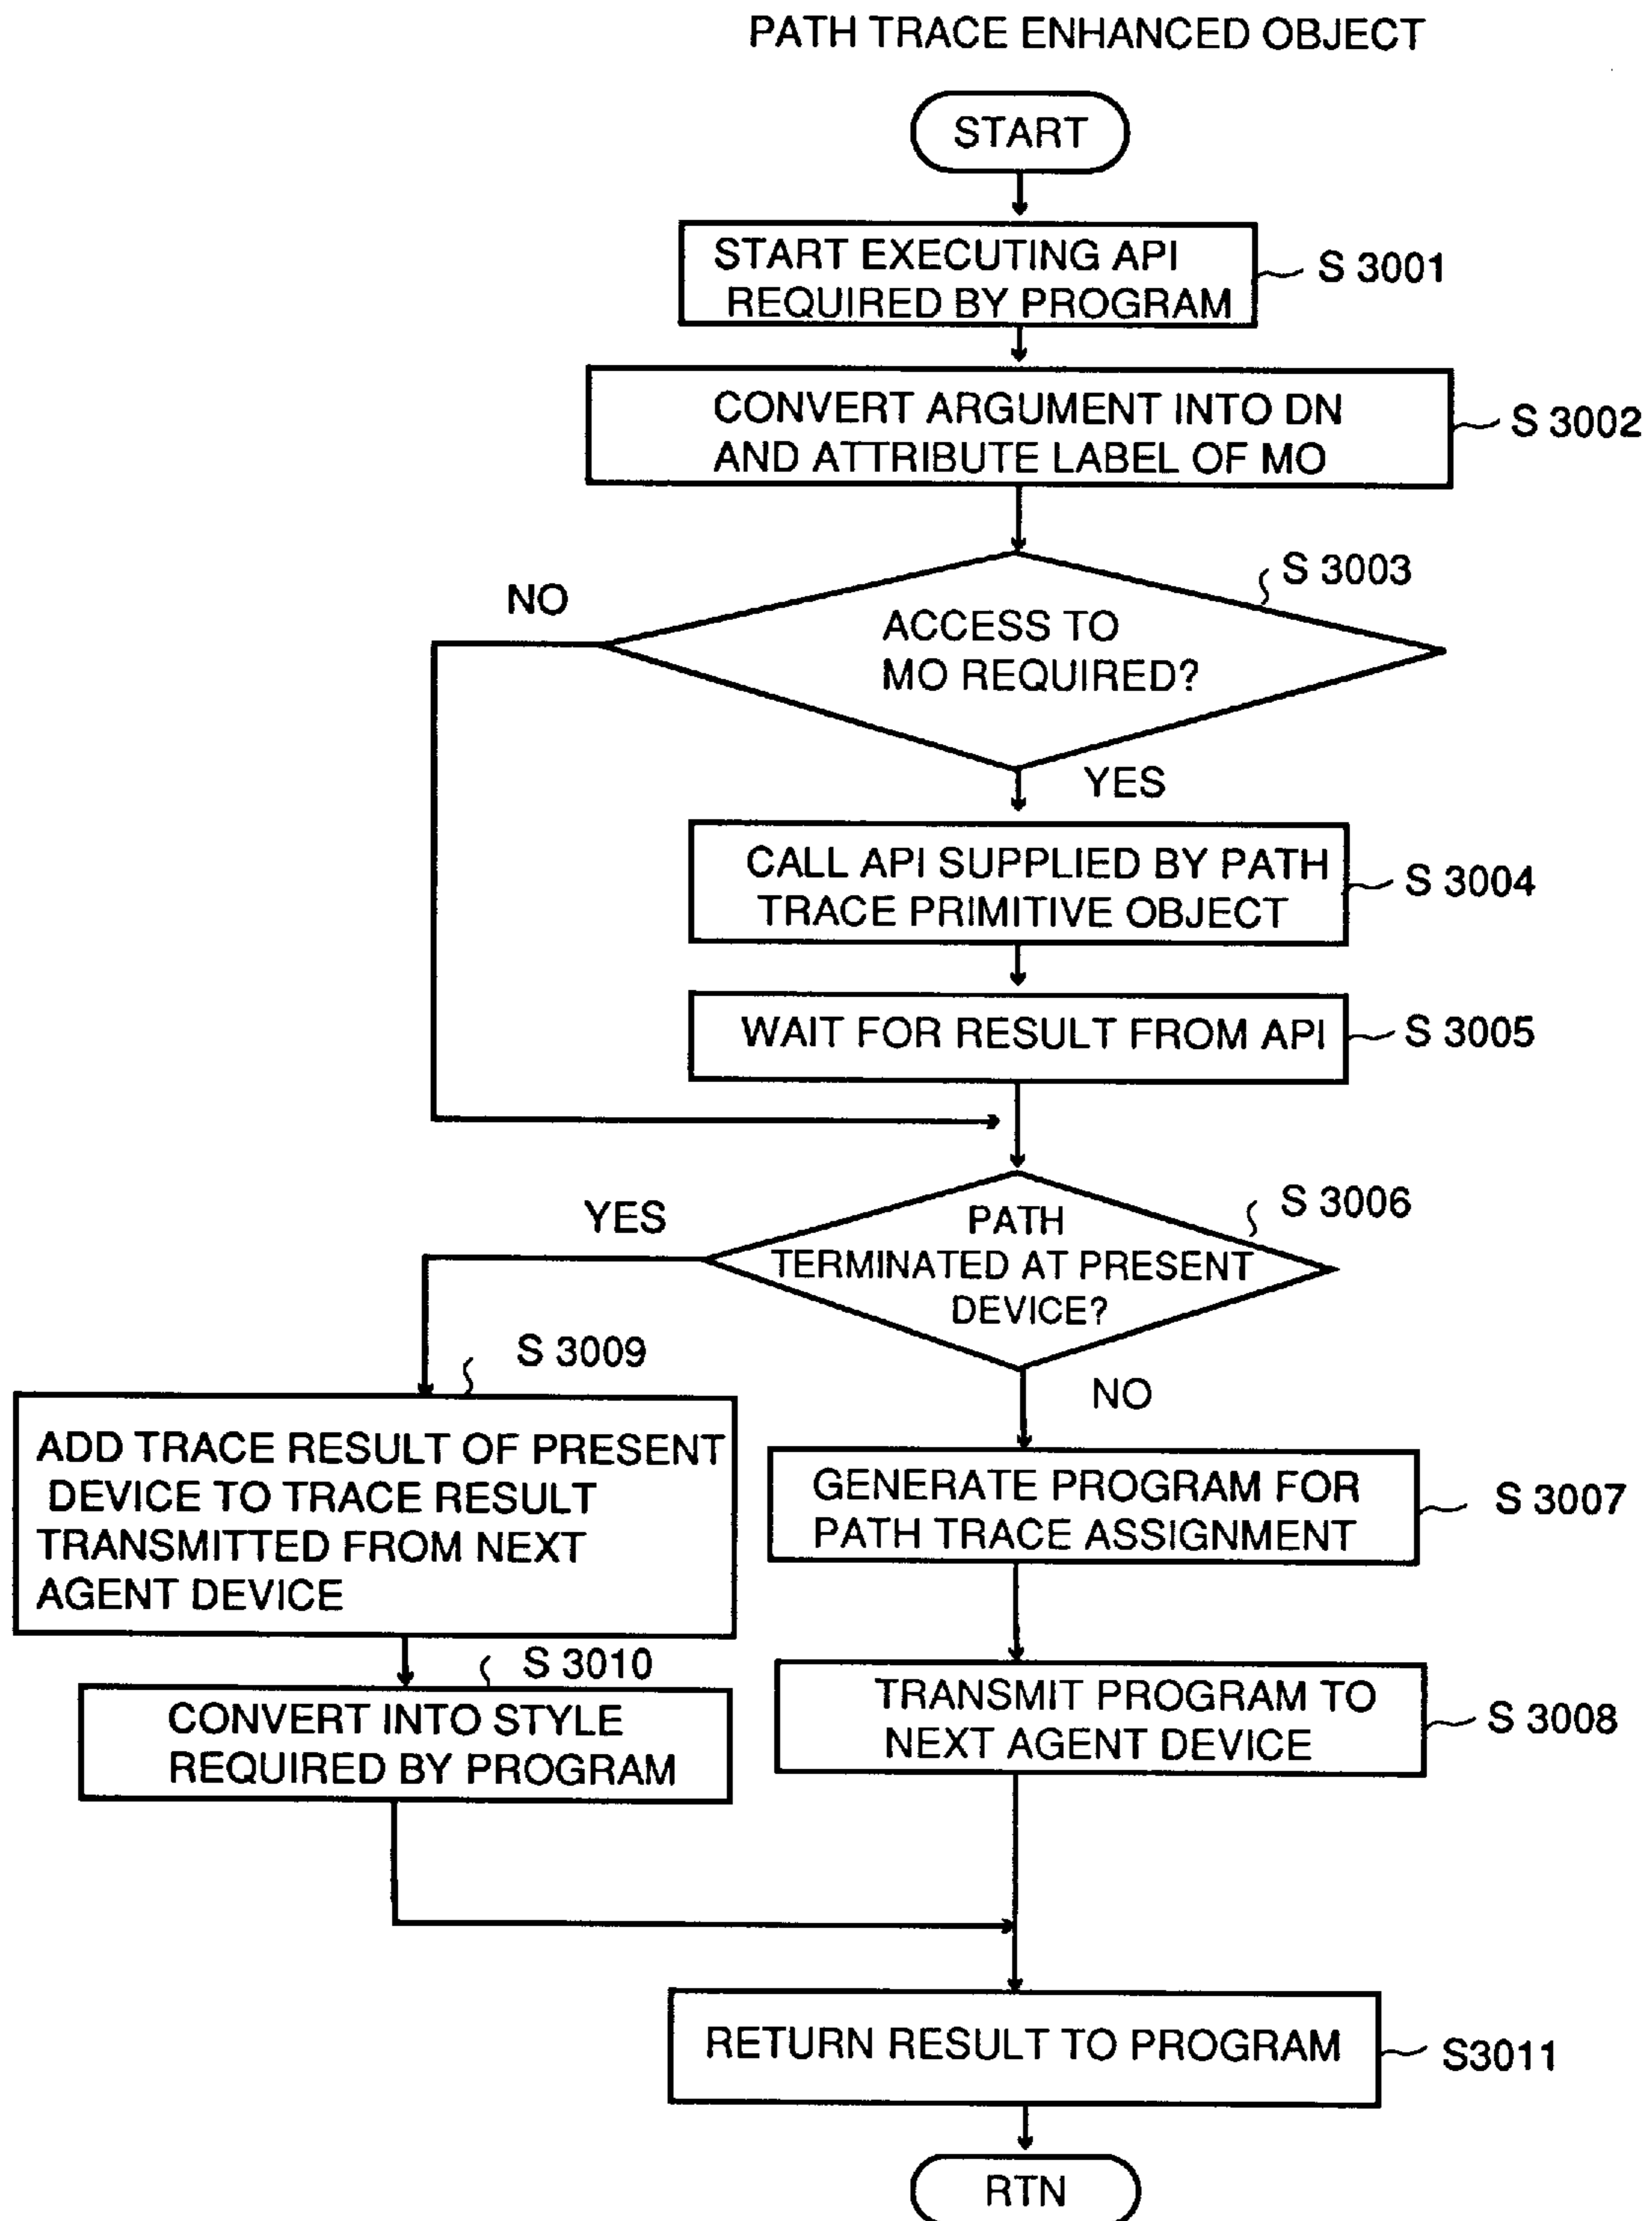 PATH TRACE ENHANCED OBJECT
START
START EXECUTING API
REQUIRED BY PROGRAM
S 3001
CONVERT ARGUMENT INTO DN
AND ATTRIBUTE LABEL OF MO
S 3002
S 3003
NO
ACCESS TO
MO REQUIRED?
YES
CALL API SUPPLIED BY PATH
TRACE PRIMITIVE OBJECT
S 3004
WAIT FOR RESULT FROM API
S 3005
S 3006
YES
PATH
TERMINATED AT PRESENT
DEVICE?
NO
S 3009
ADD TRACE RESULT OF PRESENT
DEVICE TO TRACE RESULT
TRANSMITTED FROM NEXT
AGENT DEVICE
GENERATE PROGRAM FOR
PATH TRACE ASSIGNMENT
S 3007
S 3010
CONVERT INTO STYLE
REQUIRED BY PROGRAM
TRANSMIT PROGRAM TO
NEXT AGENT DEVICE
S 3008
RETURN RESULT TO PROGRAM
S3011
RTN